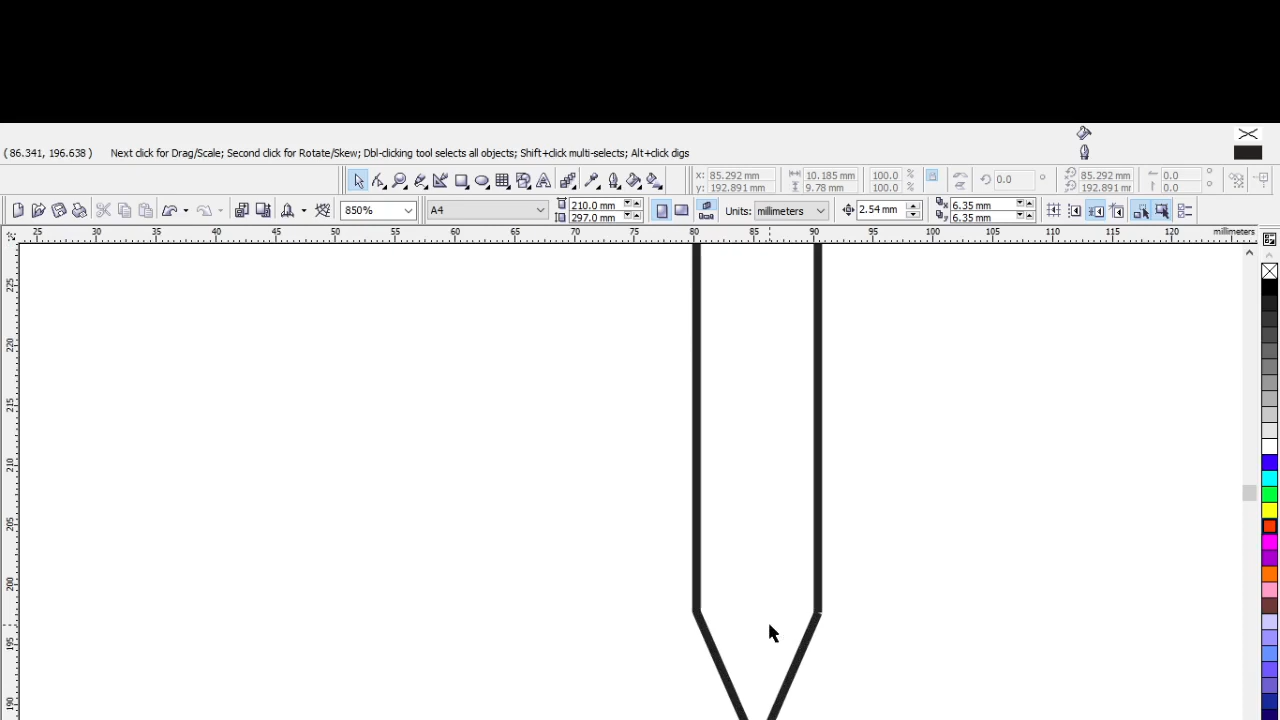 (86.341, 196.638 ) Next click for Drag/Scale; Second click for Rotate/Skew; Dbl-clicking tool selects all objects; Shift+click multi-selects; Alt+click digs
x: 85.292 mm 10.185 mm 100.0 % 0.0 ° 85.292 mm 0.0 °
y: 192.891 mm 9.78 mm 100.0 % 192.891 mr 0.0 °
850% A4 210.0 mm 297.0 mm Units: millimeters 2.54 mm 6.35 mm 6.35 mm
25 30 35 40 45 50 55 60 65 70 75 80 85 90 95 100 105 110 115 120 millimeters
225
220
215
210
205
200
195
190